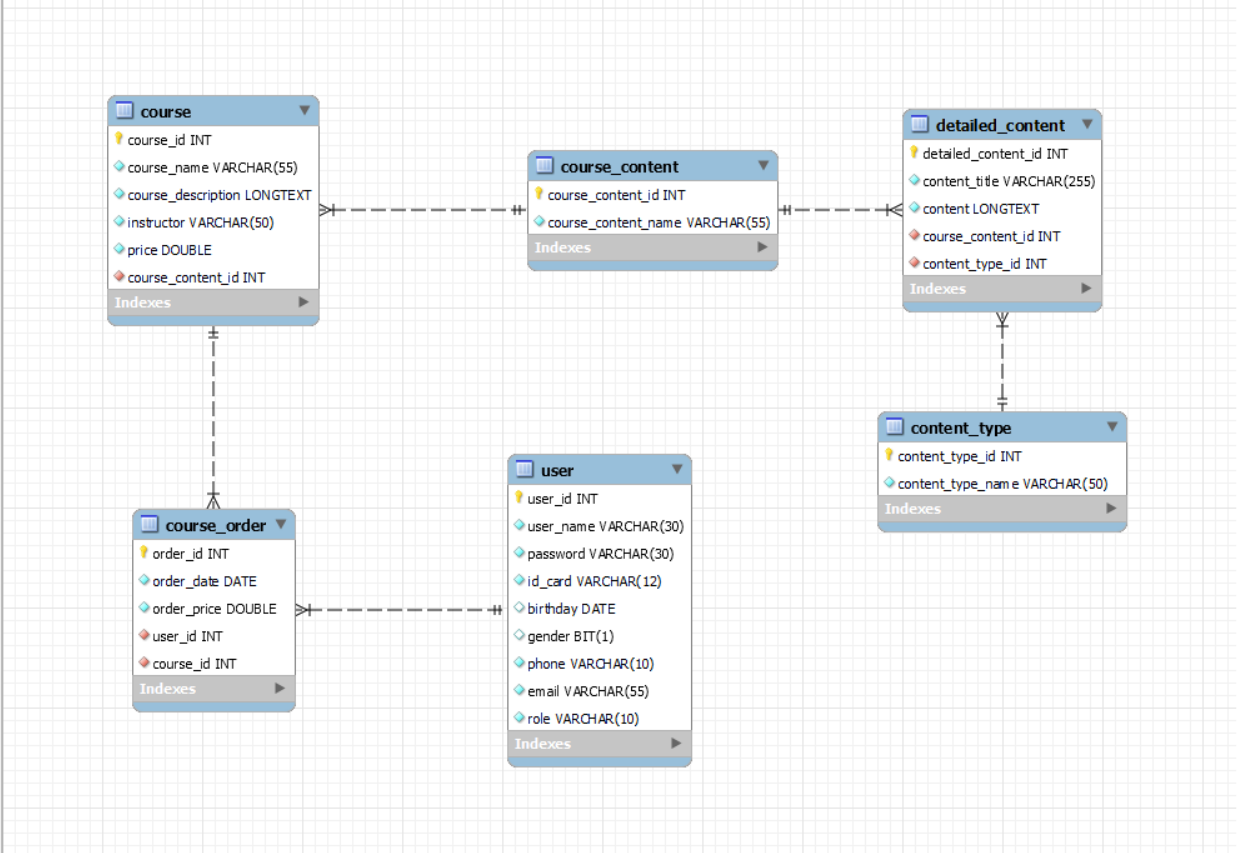 course
course_id INT
course_name VARCHAR(55)
course_description LONGTEXT
instructor VARCHAR(50)
price DOUBLE
course_content_id INT
Indexes
course_content
course_content_id INT
course_content_name VARCHAR(55)
Indexes
detailed_content
detailed_content_id INT
content_title VARCHAR(255)
content LONGTEXT
course_content_id INT
content_type_id INT
Indexes
content_type
content_type_id INT
content_type_name VARCHAR(50)
Indexes
course_order
order_id INT
order_date DATE
order_price DOUBLE
user_id INT
course_id INT
Indexes
user
user_id INT
user_name VARCHAR(30)
password VARCHAR(30)
id_card VARCHAR(12)
birthday DATE
gender BIT(1)
phone VARCHAR(10)
email VARCHAR(55)
role VARCHAR(10)
Indexes